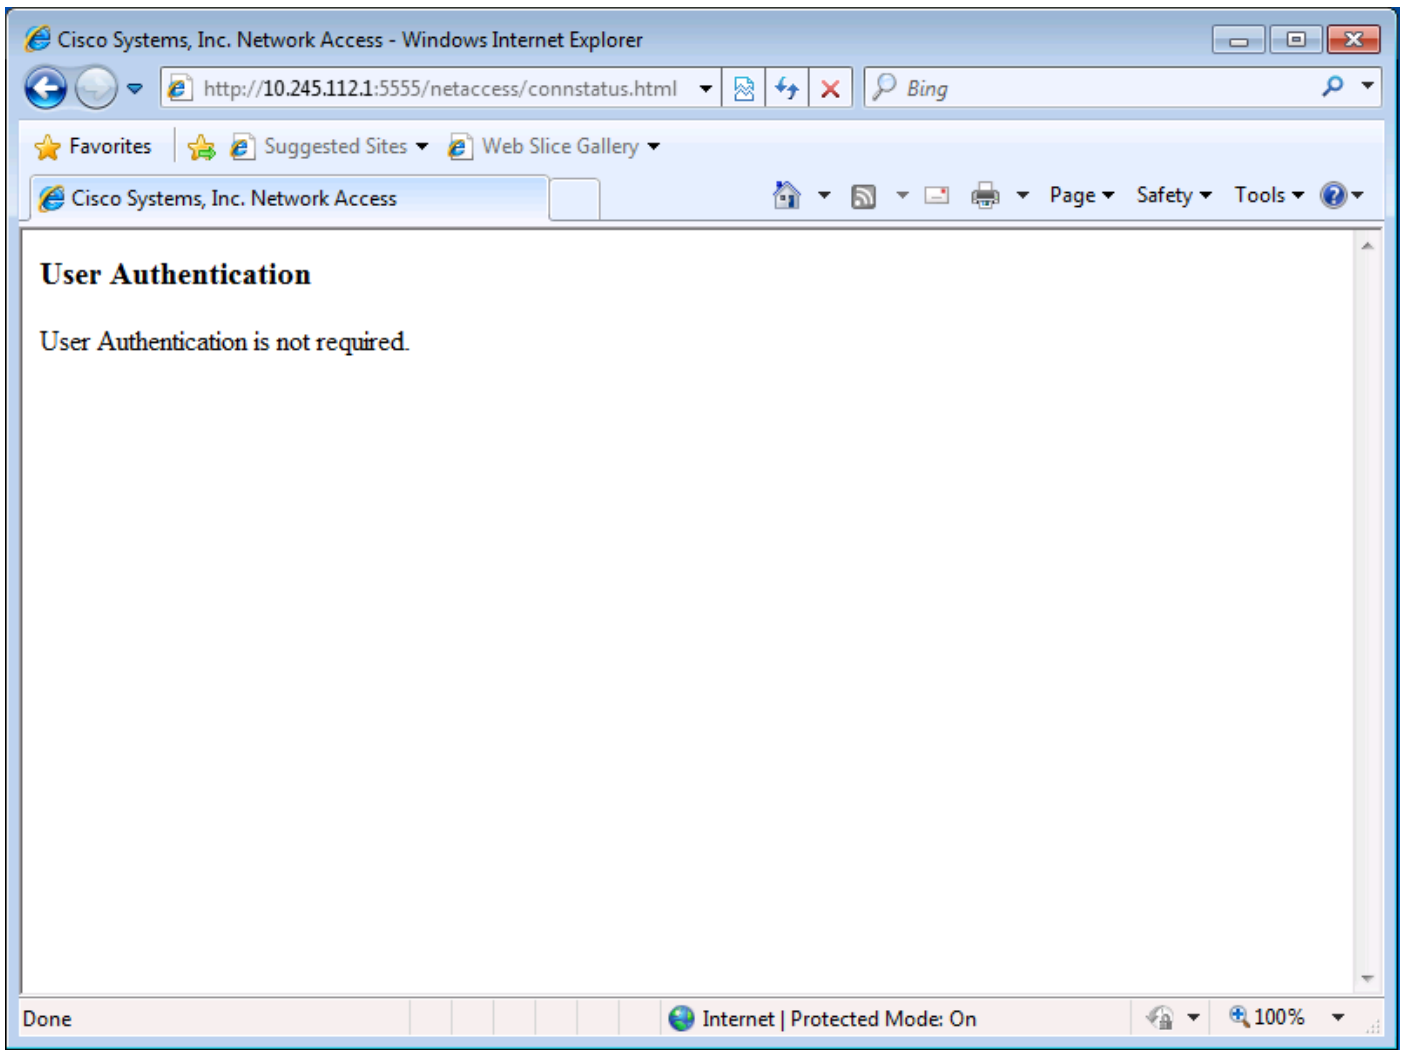 Cisco Systems, Inc. Network Access - Windows Internet Explorer
http://10.245.112.1:5555/netaccess/connstatus.html
Bing
Favorites Suggested Sites Web Slice Gallery
Cisco Systems, Inc. Network Access Page Safety Tools
User Authentication
User Authentication is not required.
Done Internet | Protected Mode: On 100%